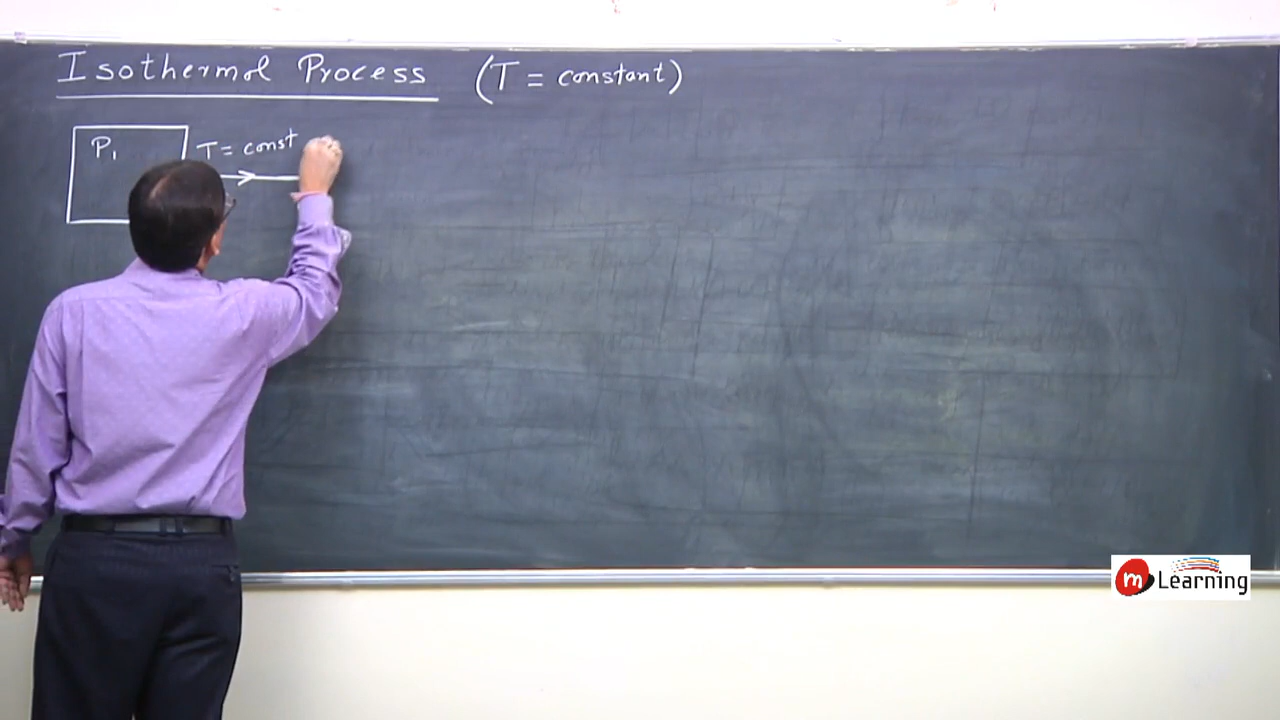 Isothermal Process (T = constant)
P1 T = const
m Learning